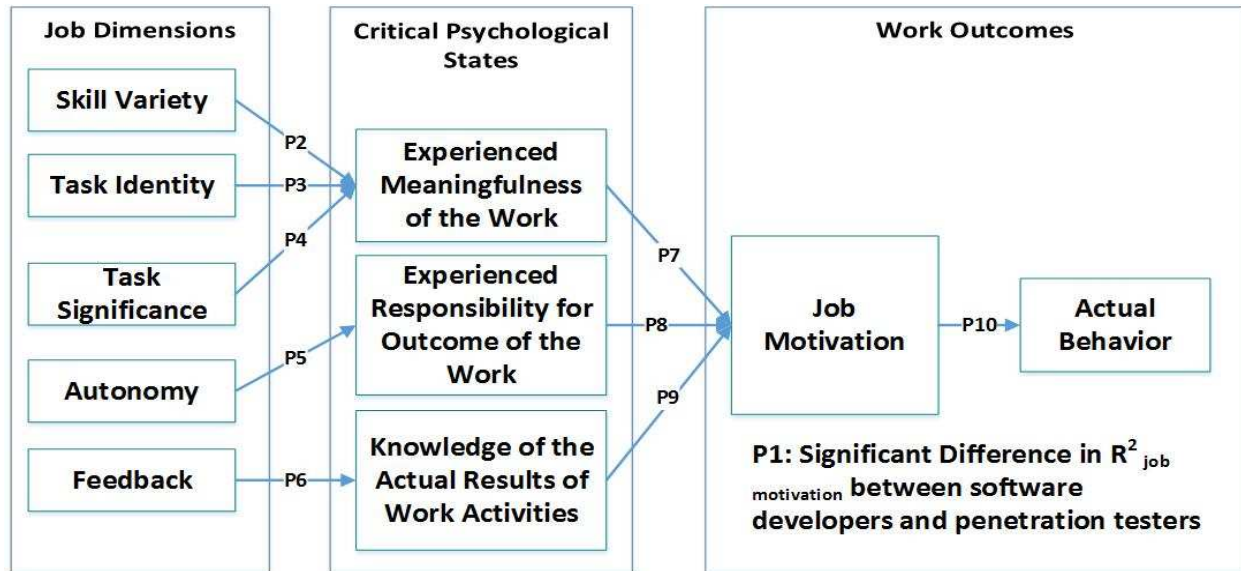 Job Dimensions
Skill Variety
Task Identity
Task
Significance
Autonomy
Feedback
P2
P3
P4
P5
P6
Critical Psychological
States
Experienced
Meaningfulness
of the Work
Experienced
Responsibility for
Outcome of the
Work
Knowledge of the
Actual Results of
Work Activities
P7
P8
P9
Work Outcomes
Job
Motivation
P10
Actual
Behavior
P1: Significant Difference in R² job
motivation between software
developers and penetration testers